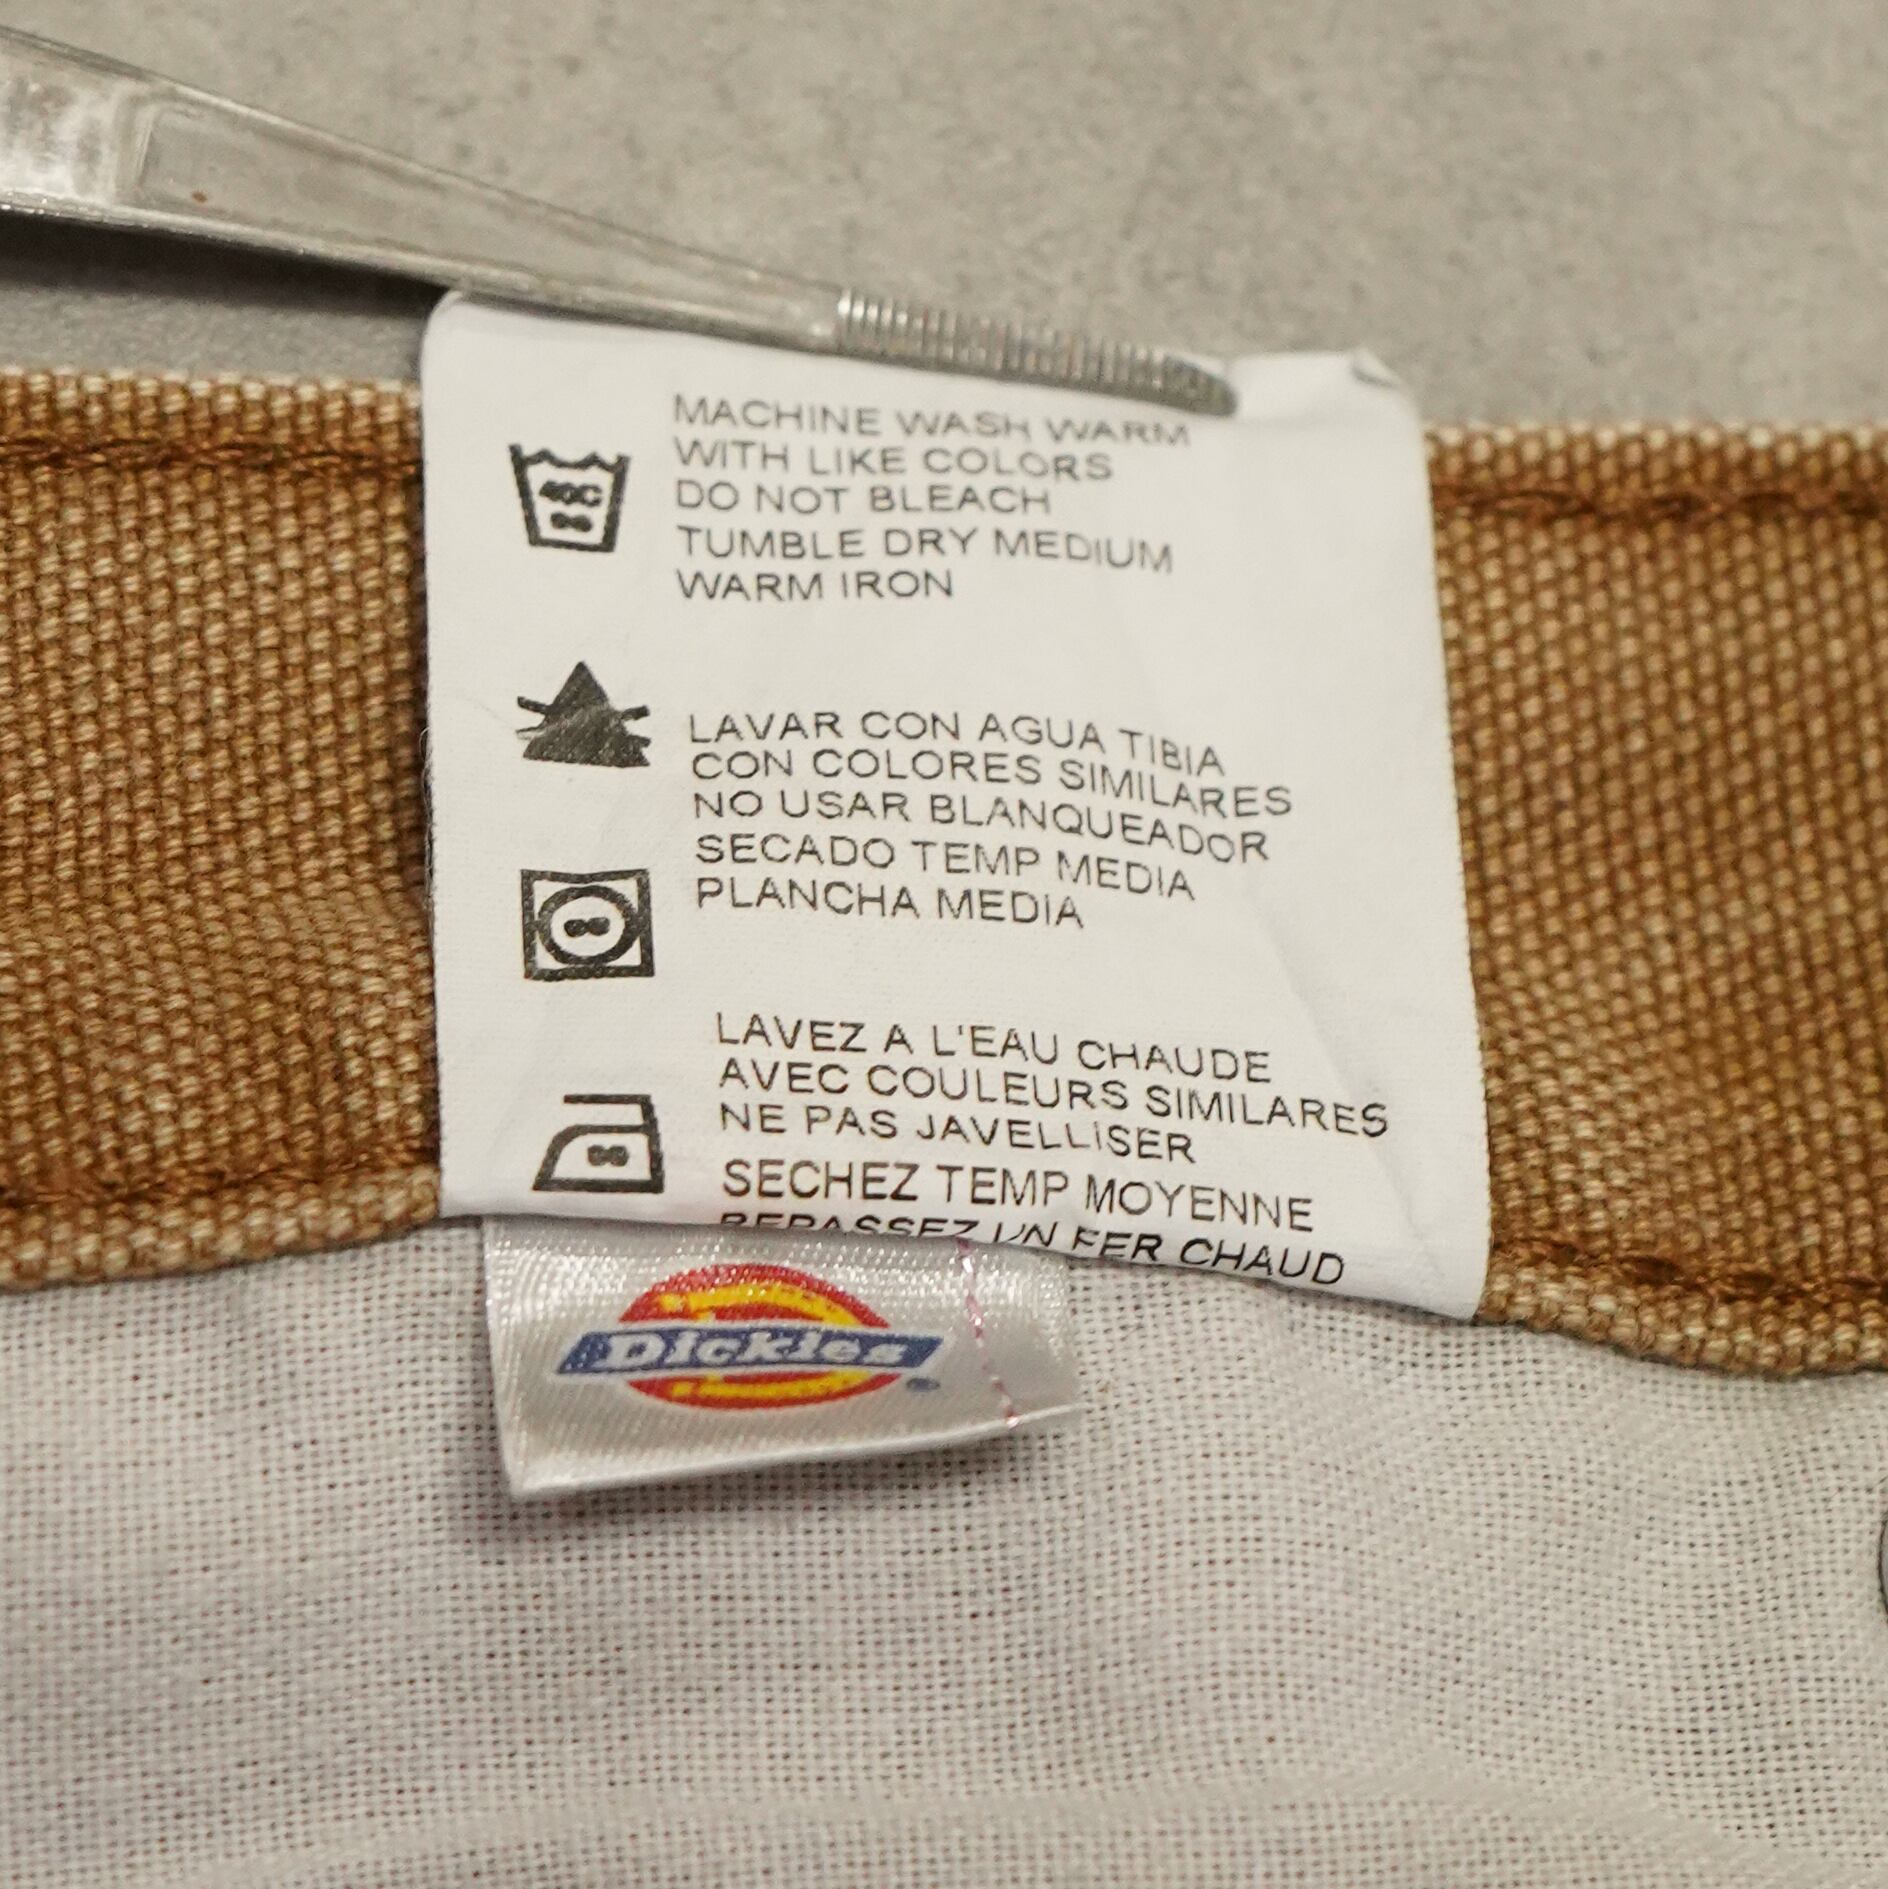 MACHINE WASH WARM
WITH LIKE COLORS
DO NOT BLEACH
TUMBLE DRY MEDIUM
WARM IRON
40C
LAVAR CON AGUA TIBIA
CON COLORES SIMILARES
NO USAR BLANQUEADOR
SECADO TEMP MEDIA
PLANCHA MEDIA
LAVEZ A L'EAU CHAUDE
AVEC COULEURS SIMILARES
NE PAS JAVELLISER
SECHEZ TEMP MOYENNE
REPASSEZ UN FER CHAUD
Dickies®